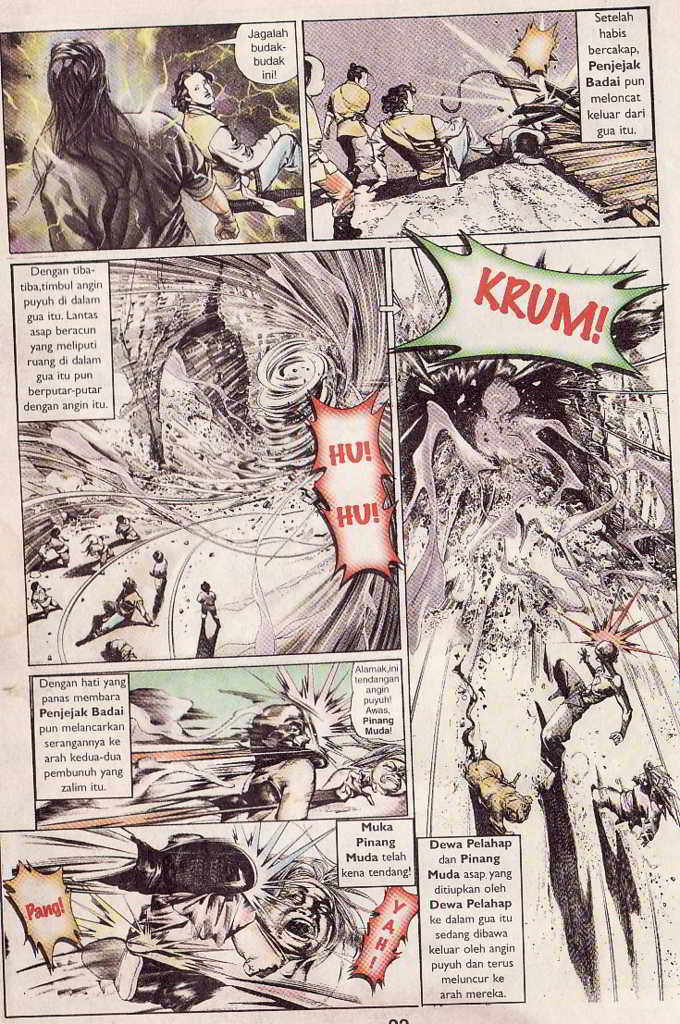 Jagalah
budak-
budak
ini!
Setelah
habis
bercakap,
Penjejak
Badai pun
meloncat
keluar dari
gua itu.
Dengan tiba-
tiba,timbul angin
puyuh di dalam
gua itu. Lantas
asap beracun
yang meliputi
ruang di dalam
gua itu pun
berputar-putar
dengan angin itu.
HU!
HU!
KRUM!
Dengan hati yang
panas membara
Penjejak Badai
pun melancarkan
serangannya ke
arah kedua-dua
pembunuh yang
zalim itu.
Alamak,ini
tendangan
angin
puyuh!
Awas,
Pinang
Muda!
Muka
Pinang
Muda telah
kena tendang!
Pang!
YAH!
Dewa Pelahap
dan Pinang
Muda asap yang
ditiupkan oleh
Dewa Pelahap
ke dalam gua itu
sedang dibawa
keluar oleh angin
puyuh dan terus
meluncur ke
arah mereka.